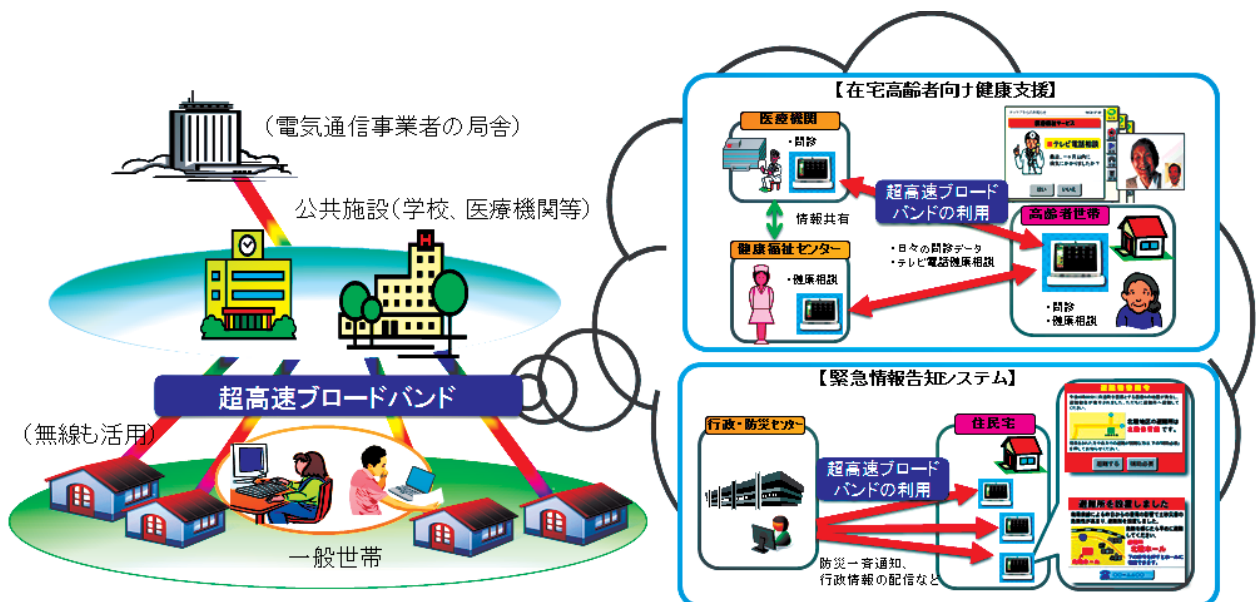 (電気通信事業者の局舎)
公共施設(学校、医療機関等)
超高速ブロードバンド
(無線も活用)
一般世帯
【在宅高齢者向け健康支援】
医療機関
・問診
情報共有
健康福祉センター
・健康相談
超高速ブロード
バンドの利用
・日々の問診データ
・テレビ電話健康相談
テレビ電話相談
はい
いいえ
高齢者世帯
・問診
・健康相談
【緊急情報告知システム】
行政・防災センター
超高速ブロード
バンドの利用
防災一斉通知、
行政情報の配信など
住民宅
避難する
避難所を設置しました